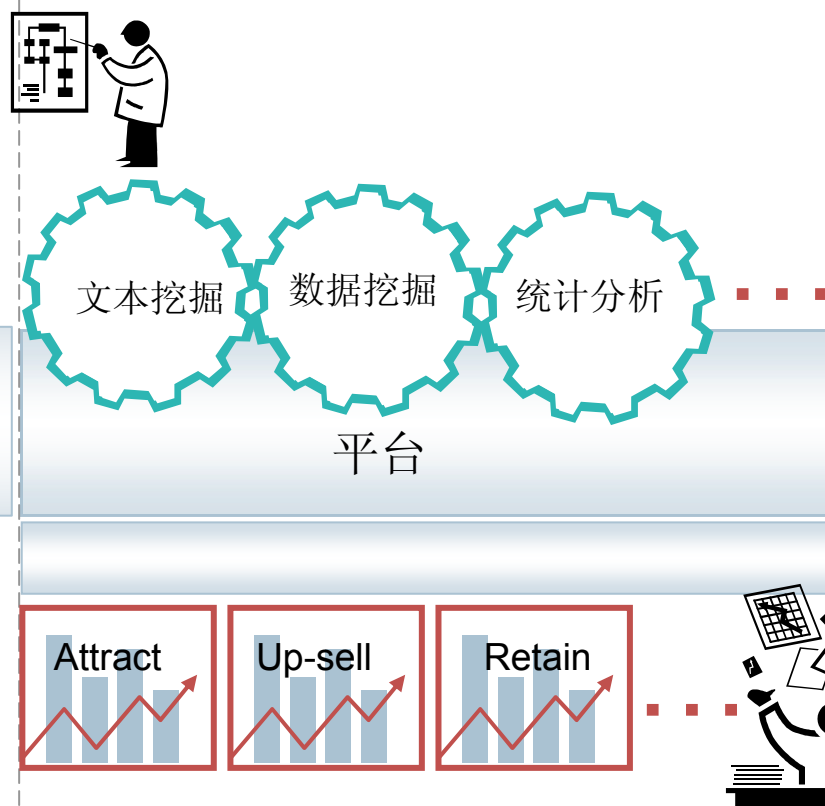 文本挖掘
数据挖掘
统计分析
平台
Attract
Up-sell
Retain